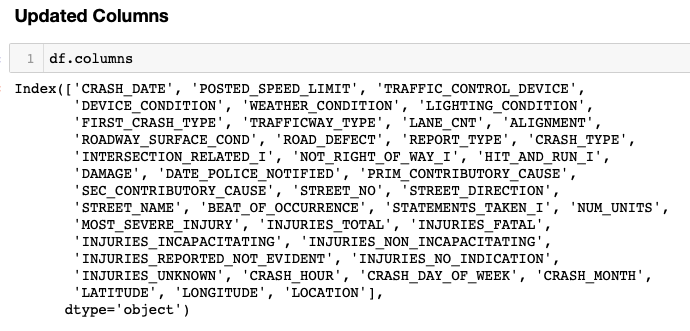 Updated Columns
1 df.columns
Index(['CRASH_DATE', 'POSTED_SPEED_LIMIT', 'TRAFFIC_CONTROL_DEVICE',
'DEVICE_CONDITION', 'WEATHER_CONDITION', 'LIGHTING_CONDITION',
'FIRST_CRASH_TYPE', 'TRAFFICWAY_TYPE', 'LANE_CNT', 'ALIGNMENT',
'ROADWAY_SURFACE_COND', 'ROAD_DEFECT', 'REPORT_TYPE', 'CRASH_TYPE',
'INTERSECTION_RELATED_I', 'NOT_RIGHT_OF_WAY_I', 'HIT_AND_RUN_I',
'DAMAGE', 'DATE_POLICE_NOTIFIED', 'PRIM_CONTRIBUTORY_CAUSE',
'SEC_CONTRIBUTORY_CAUSE', 'STREET_NO', 'STREET_DIRECTION',
'STREET_NAME', 'BEAT_OF_OCCURRENCE', 'STATEMENTS_TAKEN_I', 'NUM_UNITS',
'MOST_SEVERE_INJURY', 'INJURIES_TOTAL', 'INJURIES_FATAL',
'INJURIES_INCAPACITATING', 'INJURIES_NON_INCAPACITATING',
'INJURIES_REPORTED_NOT_EVIDENT', 'INJURIES_NO_INDICATION',
'INJURIES_UNKNOWN', 'CRASH_HOUR', 'CRASH_DAY_OF_WEEK', 'CRASH_MONTH',
'LATITUDE', 'LONGITUDE', 'LOCATION'],
dtype='object')